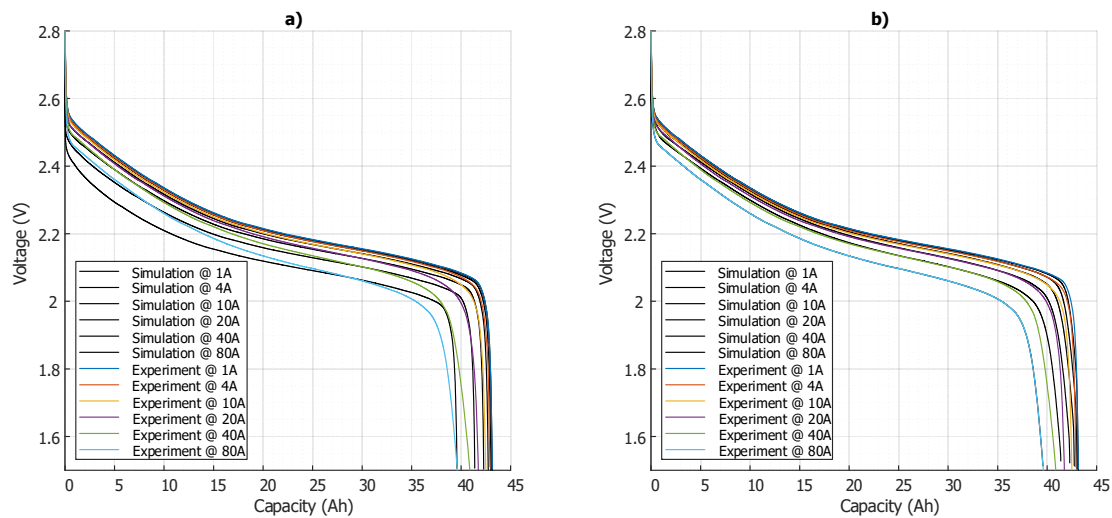 a)
2.8
2.6
2.4
2.2
2
1.8
1.6
Voltage (V)
Simulation @ 1A
Simulation @ 4A
Simulation @ 10A
Simulation @ 20A
Simulation @ 40A
Simulation @ 80A
Experiment @ 1A
Experiment @ 4A
Experiment @ 10A
Experiment @ 20A
Experiment @ 40A
Experiment @ 80A
0 5 10 15 20 25 30 35 40 45
Capacity (Ah)
b)
2.8
2.6
2.4
2.2
2
1.8
1.6
Voltage (V)
Simulation @ 1A
Simulation @ 4A
Simulation @ 10A
Simulation @ 20A
Simulation @ 40A
Simulation @ 80A
Experiment @ 1A
Experiment @ 4A
Experiment @ 10A
Experiment @ 20A
Experiment @ 40A
Experiment @ 80A
0 5 10 15 20 25 30 35 40 45
Capacity (Ah)